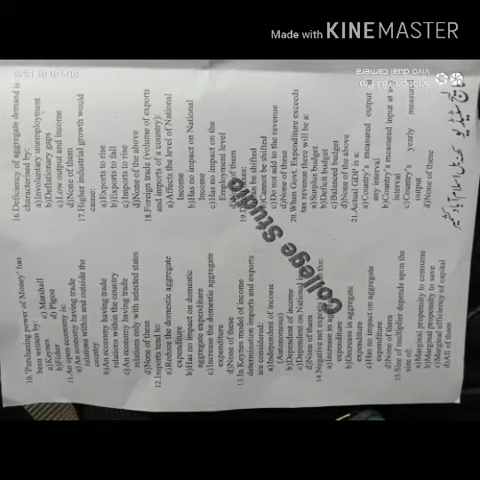 Made with KINEMASTER
Shot on Y83 Pro
vivo dual camera
10."Purchasing power of Money" has
been written by:
a)Keynes c) Marshall
b)Fisher d) Pigou
11.An open economy is:
a) An economy having trade
relations within and outside the
country
b)An economy having trade
relations within the country
c)An economy having trade
relations only with selected states
d)None of these
12.Imports tend to:
a)Reduce the domestic aggregate
expenditure
b)Has no impact on domestic
aggregate expenditure
c)Increase the domestic aggregate
expenditure
d)None of these
13.In Keynes model of income
determination imports and exports
are considered:
a)Independent of income
(Autonomous)
b)Dependent of income
c)Dependent on National
d)None of them
14.Negative net exports the:
a)Increase in aggregate
expenditure
b)Decrease in aggregate
expenditure
c)Has no impact on aggregate
expenditure
d)None of them
15.Size of multiplier depends upon the
size of:
a)Marginal propensity to consume
b)Marginal propensity to save
c)Marginal efficiency of capital
d)All of them
16.Deficiency of aggregate demand is
characterised by:
a)Involuntary unemployment
b)Deflationary gaps
c)Low output and income
d)None of them
17.Higher industrial growth would
cause:
a)Exports to rise
b)Exports to fall
c)Imports to rise
d)None of the above
18.Foreign trade (volume of exports
and imports of a country):
a)Affects the level of National
Income
b)Has no impact on National
Income
c)Has no impact on the
Employment level
d)None of them
19.
a)Can be shifted
b)Cannot be shifted
c)Do not add to the revenue
d)None of these
20.When Govt. Expenditure exceeds
tax revenue there will be a:
a)Surplus budget
b)Deficit budget
c)Balanced budget
d)None of the above
21.Actual GDP is a:
a)Country's measured output
any interval
b)Country's measured input at
interval
c)Country's yearly measured
output
d)None of these
College Studio